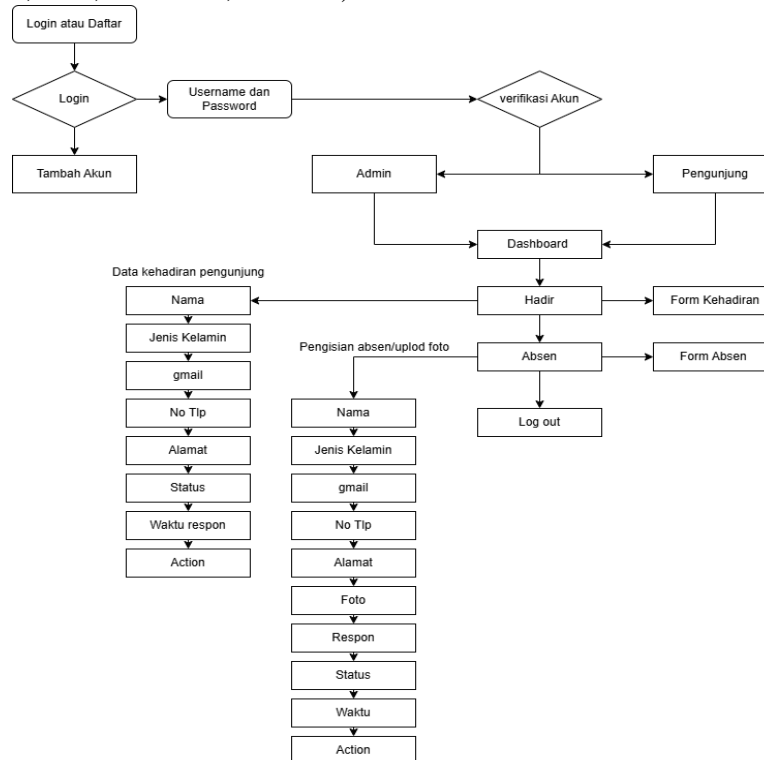 Login atau Daftar
Login
Username dan
Password
verifikasi Akun
Tambah Akun
Admin
Pengunjung
Dashboard
Data kehadiran pengunjung
Nama
Hadir
Form Kehadiran
Jenis Kelamin
Pengisian absen/uplod foto
Absen
Form Absen
gmail
No Tlp
Nama
Log out
Alamat
Jenis Kelamin
Status
gmail
Waktu respon
No Tlp
Action
Alamat
Foto
Respon
Status
Waktu
Action